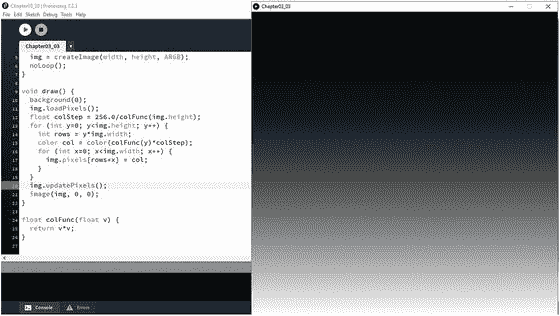 Chapter03_03 | Processing 3.2.1
File Edit Sketch Debug Tools Help
Chapter03_03
img = createImage(width, height, ARGB);
noLoop();
}
void draw() {
background(0);
img.loadPixels();
float colStep = 256.0/colFunc(img.height);
for (int y=0; y<img.height; y++) {
int rows = y*img.width;
color col = color(colFunc(y)*colStep);
for (int x=0; x<img.width; x++) {
img.pixels[rows+x] = col;
}
}
img.updatePixels();
image(img, 0, 0);
}
float colFunc(float v) {
return v*v;
}
Console
Errors
Chapter03_03